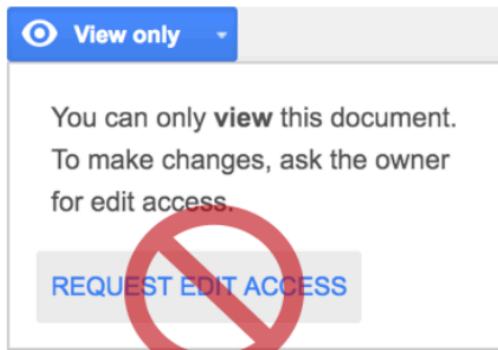 View only
You can only view this document.
To make changes, ask the owner
for edit access.
REQUEST EDIT ACCESS